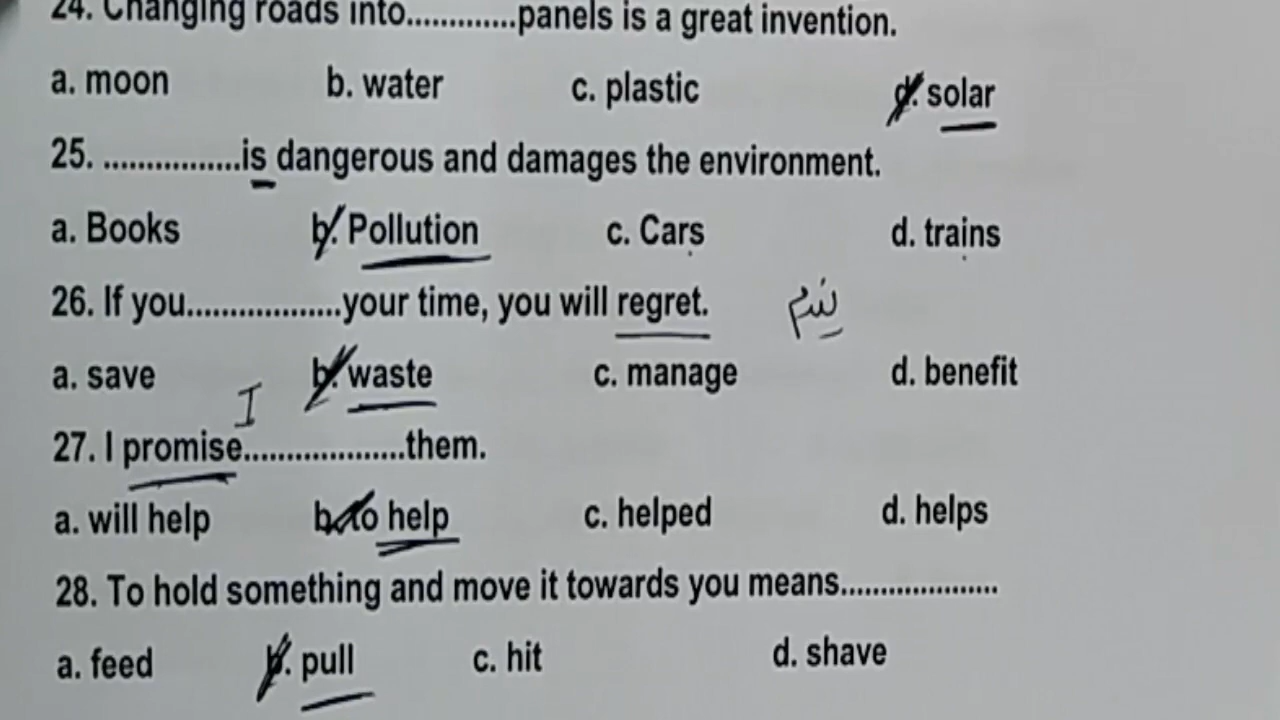 24. Changing roads into.............panels is a great invention.
a. moon b. water c. plastic d. solar
25. ................is dangerous and damages the environment.
a. Books b. Pollution c. Cars d. trains
26. If you..................your time, you will regret. يندم
a. save b. waste c. manage d. benefit
I
27. I promise...................them.
a. will help b. to help c. helped d. helps
28. To hold something and move it towards you means...................
a. feed b. pull c. hit d. shave